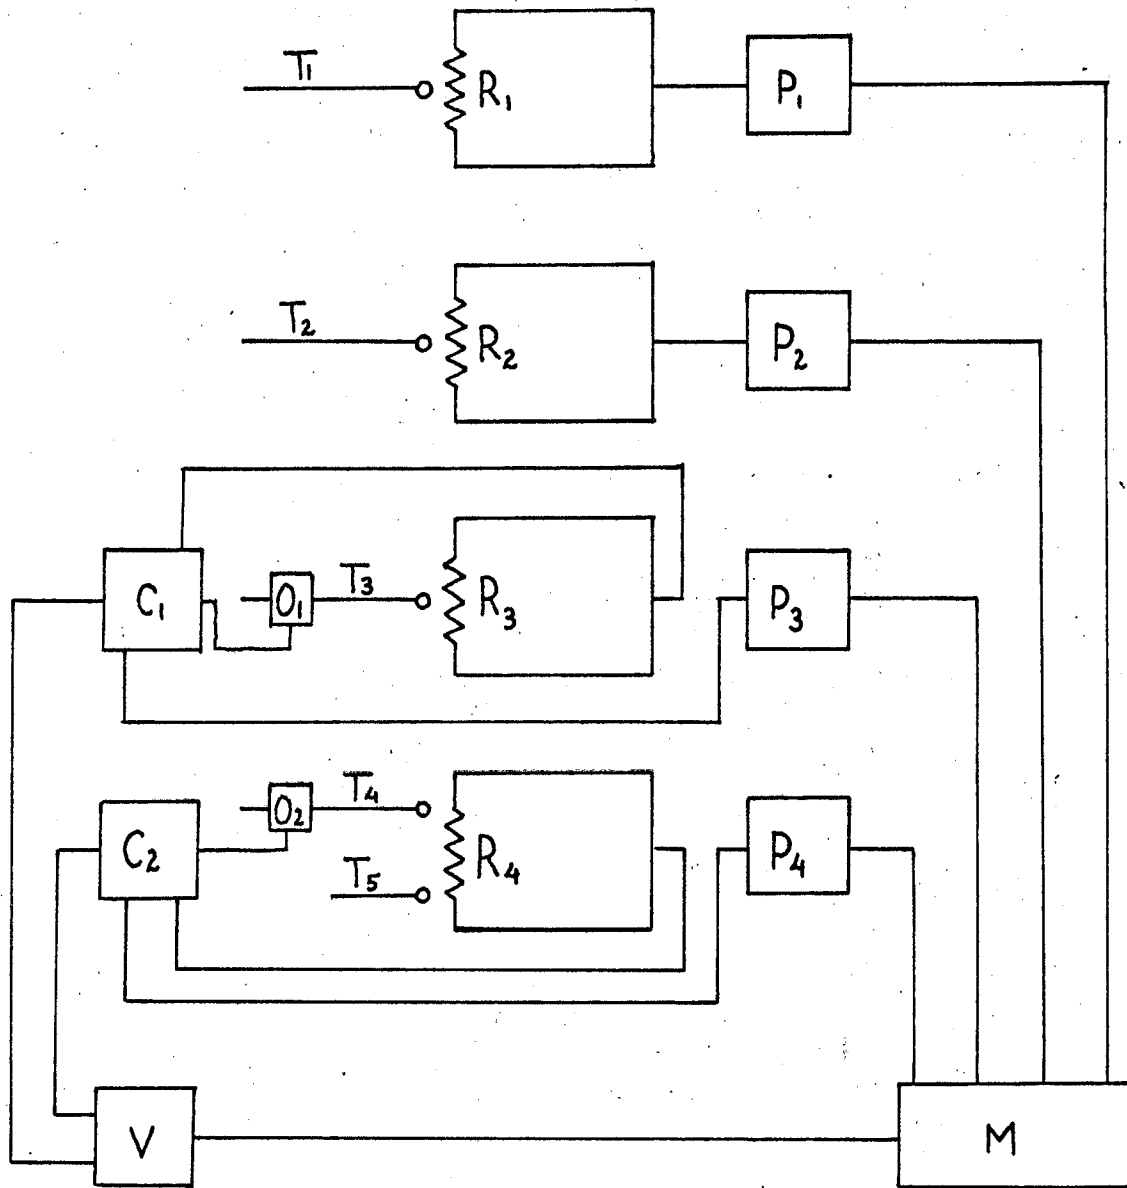 T₁
R₁
P₁
T₂
R₂
P₂
C₁
O₁
T₃
R₃
P₃
C₂
O₂
T₄
T₅
R₄
P₄
V
M